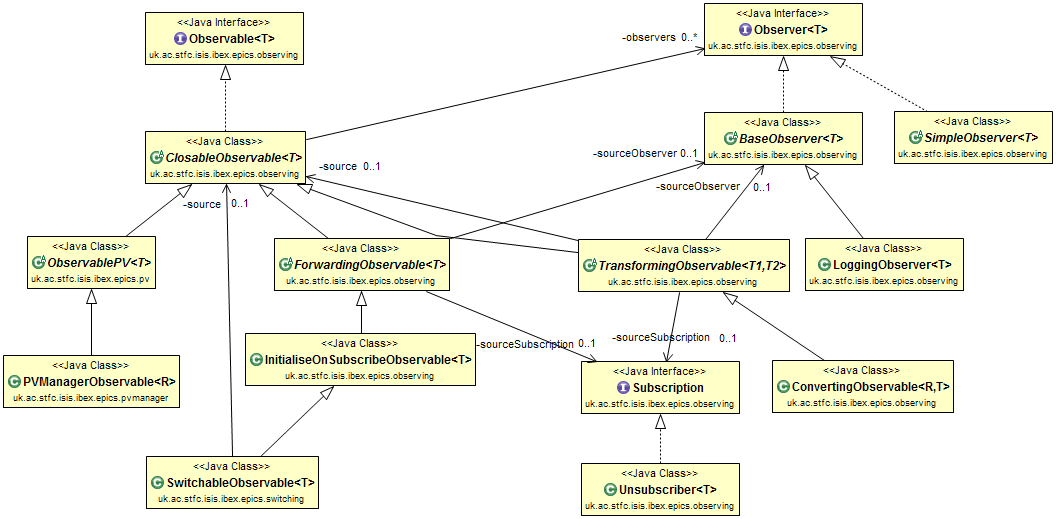 <<Java Interface>>
Observable<T>
uk.ac.stfc.isis.ibex.epics.observing
<<Java Interface>>
Observer<T>
uk.ac.stfc.isis.ibex.epics.observing
-observers 0..*
<<Java Class>>
ClosableObservable<T>
uk.ac.stfc.isis.ibex.epics.observing
<<Java Class>>
BaseObserver<T>
uk.ac.stfc.isis.ibex.epics.observing
<<Java Class>>
SimpleObserver<T>
uk.ac.stfc.isis.ibex.epics.observing
-source 0..1
-sourceObserver 0..1
-sourceObserver 0..1
-source 0..1
<<Java Class>>
ObservablePV<T>
uk.ac.stfc.isis.ibex.epics.pv
<<Java Class>>
ForwardingObservable<T>
uk.ac.stfc.isis.ibex.epics.observing
<<Java Class>>
TransformingObservable<T1,T2>
uk.ac.stfc.isis.ibex.epics.observing
<<Java Class>>
LoggingObserver<T>
uk.ac.stfc.isis.ibex.epics.observing
<<Java Class>>
PVManagerObservable<R>
uk.ac.stfc.isis.ibex.epics.pvmanager
<<Java Class>>
InitialiseOnSubscribeObservable<T>
uk.ac.stfc.isis.ibex.epics.observing
-sourceSubscription 0..1
-sourceSubscription 0..1
<<Java Interface>>
Subscription
uk.ac.stfc.isis.ibex.epics.observing
<<Java Class>>
ConvertingObservable<R,T>
uk.ac.stfc.isis.ibex.epics.observing
<<Java Class>>
SwitchableObservable<T>
uk.ac.stfc.isis.ibex.epics.switching
<<Java Class>>
Unsubscriber<T>
uk.ac.stfc.isis.ibex.epics.observing